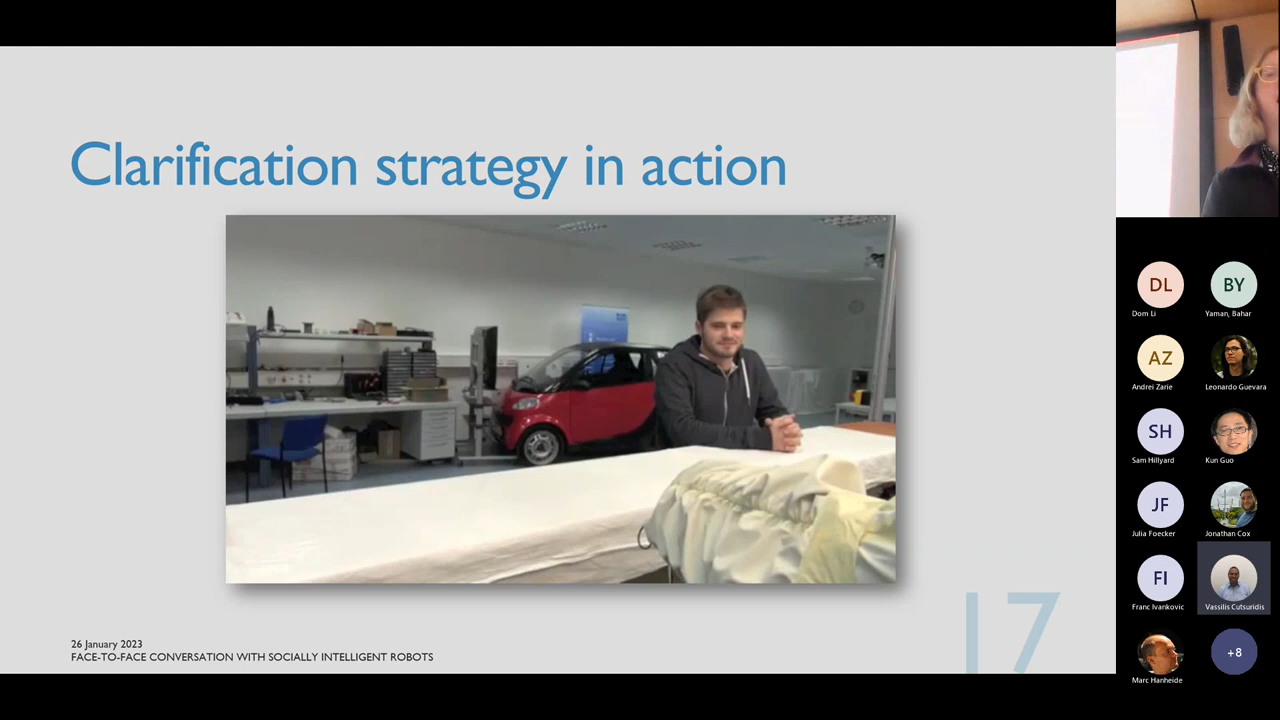 Clarification strategy in action
26 January 2023
FACE-TO-FACE CONVERSATION WITH SOCIALLY INTELLIGENT ROBOTS
17
DL
BY
Dom Li
Yaman, Bahar
AZ
Andrei Zarie
Leonardo Guevara
SH
Sam Hillyard
Kun Guo
JF
Julia Foecker
Jonathan Cox
FI
Franc Ivankovic
Vassilis Cutsuridis
+8
Marc Hanheide